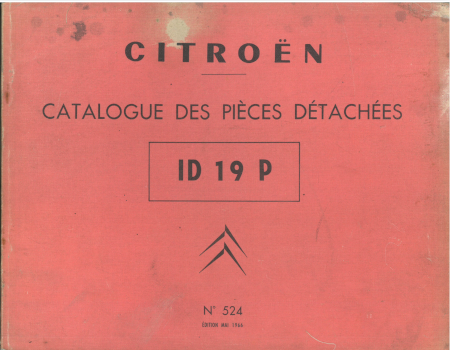 CITROËN
CATALOGUE DES PIÈCES DÉTACHÉES
ID 19 P
N° 524
ÉDITION MAI 1964